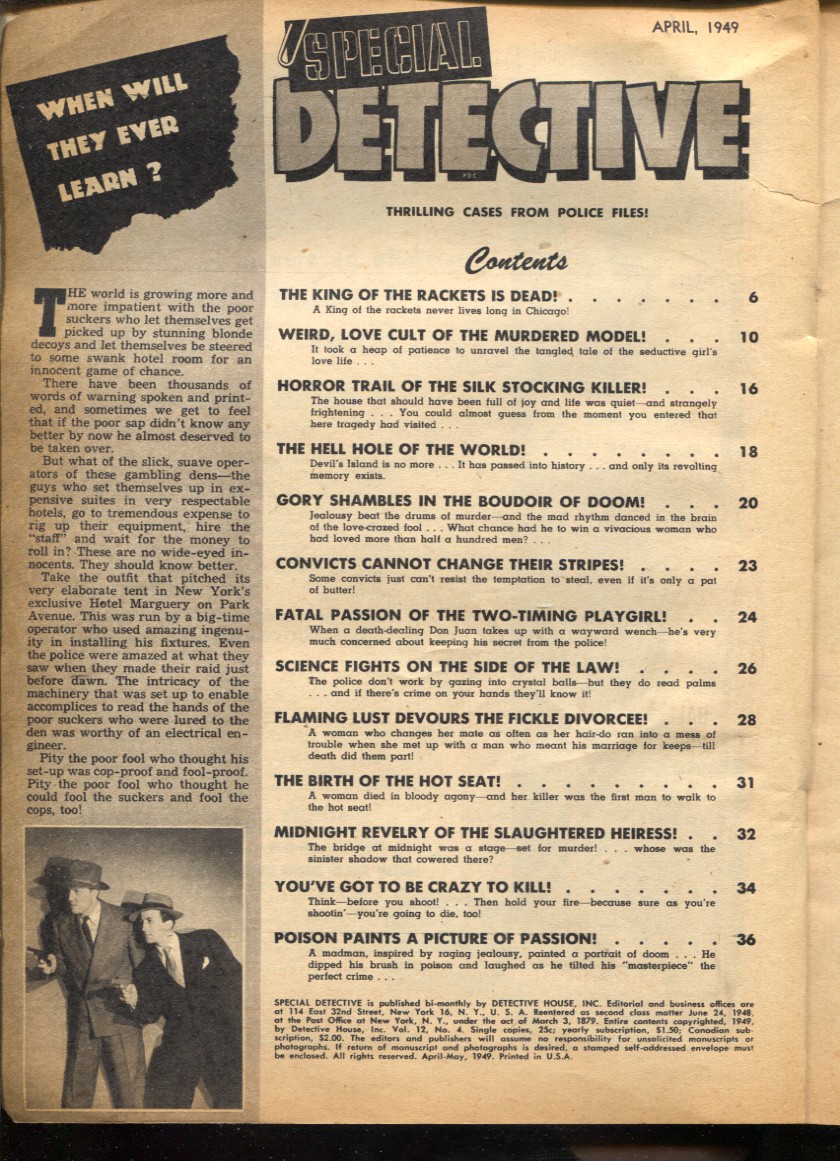 WHEN WILL
THEY EVER
LEARN ?
THE world is growing more and
more impatient with the poor
suckers who let themselves get
picked up by stunning blonde
decoys and let themselves be steered
to some swank hotel room for an
innocent game of chance.
There have been thousands of
words of warning spoken and print-
ed, and sometimes we get to feel
that if the poor sap didn't know any
better by now he almost deserved to
be taken over.
But what of the slick, suave oper-
ators of these gambling dens—the
guys who set themselves up in ex-
pensive suites in very respectable
hotels, go to tremendous expense to
rig up their equipment, hire the
"staff" and wait for the money to
roll in? These are no wide-eyed in-
nocents. They should know better.
Take the outfit that pitched its
very elaborate tent in New York's
exclusive Hotel Marguery on Park
Avenue. This was run by a big-time
operator who used amazing ingenu-
ity in installing his fixtures. Even
the police were amazed at what they
saw when they made their raid just
before dawn. The intricacy of the
machinery that was set up to enable
accomplices to read the hands of the
poor suckers who were lured to the
den was worthy of an electrical en-
gineer.
Pity the poor fool who thought his
set-up was cop-proof and fool-proof.
Pity the poor fool who thought he
could fool the suckers and fool the
cops, too!
APRIL, 1949
SPECIAL
DETECTIVE
PDC
THRILLING CASES FROM POLICE FILES!
Contents
THE KING OF THE RACKETS IS DEAD! . . . . . . . 6
A King of the rackets never lives long in Chicago!
WEIRD, LOVE CULT OF THE MURDERED MODEL! . . . 10
It took a heap of patience to unravel the tangled tale of the seductive girl's
love life . . .
HORROR TRAIL OF THE SILK STOCKING KILLER! . . . 16
The house that should have been full of joy and life was quiet—and strangely
frightening . . . You could almost guess from the moment you entered that
here tragedy had visited . . .
THE HELL HOLE OF THE WORLD! . . . . . . . . 18
Devil's Island is no more . . . It has passed into history . . . and only its revolting
memory exists.
GORY SHAMBLES IN THE BOUDOIR OF DOOM! . . . 20
Jealousy beat the drums of murder—and the mad rhythm danced in the brain
of the love-crazed fool . . . What chance had he to win a vivacious woman who
had loved more than half a hundred men? . . .
CONVICTS CANNOT CHANGE THEIR STRIPES! . . . . 23
Some convicts just can't resist the temptation to steal, even if it's only a pat
of butter!
FATAL PASSION OF THE TWO-TIMING PLAYGIRL! . . 24
When a death-dealing Don Juan takes up with a wayward wench—he's very
much concerned about keeping his secret from the police!
SCIENCE FIGHTS ON THE SIDE OF THE LAW! . . . . 26
The police don't work by gazing into crystal balls—but they do read palms
. . . and if there's crime on your hands they'll know it!
FLAMING LUST DEVOURS THE FICKLE DIVORCEE! . . . 28
A woman who changes her mate as often as her hair-do ran into a mess of
trouble when she met up with a man who meant his marriage for keeps—till
death did them part!
THE BIRTH OF THE HOT SEAT! . . . . . . . . . 31
A woman died in bloody agony—and her killer was the first man to walk to
the hot seat!
MIDNIGHT REVELRY OF THE SLAUGHTERED HEIRESS! . . 32
The bridge at midnight was a stage—set for murder! . . . whose was the
sinister shadow that cowered there?
YOU'VE GOT TO BE CRAZY TO KILL! . . . . . . . 34
Think—before you shoot! . . . Then hold your fire—because sure as you're
shootin'—you're going to die, too!
POISON PAINTS A PICTURE OF PASSION! . . . . . 36
A madman, inspired by raging jealousy, painted a portrait of doom . . . He
dipped his brush in poison and laughed as he tilted his "masterpiece" the
perfect crime . . .
SPECIAL DETECTIVE is published bi-monthly by DETECTIVE HOUSE, INC. Editorial and business offices are
at 114 East 32nd Street, New York 16, N. Y., U. S. A. Reentered as second class matter June 24, 1948,
at the Post Office at New York, N. Y., under the act of March 3, 1879. Entire contents copyrighted, 1949,
by Detective House, Inc. Vol. 12, No. 4. Single copies, 25c; yearly subscription, $1.50; Canadian sub-
scription, $2.00. The editors and publishers will assume no responsibility for unsolicited manuscripts or
photographs. If return of manuscript and photographs is desired, a stamped self-addressed envelope must
be enclosed. All rights reserved. April-May, 1949. Printed in U.S.A.